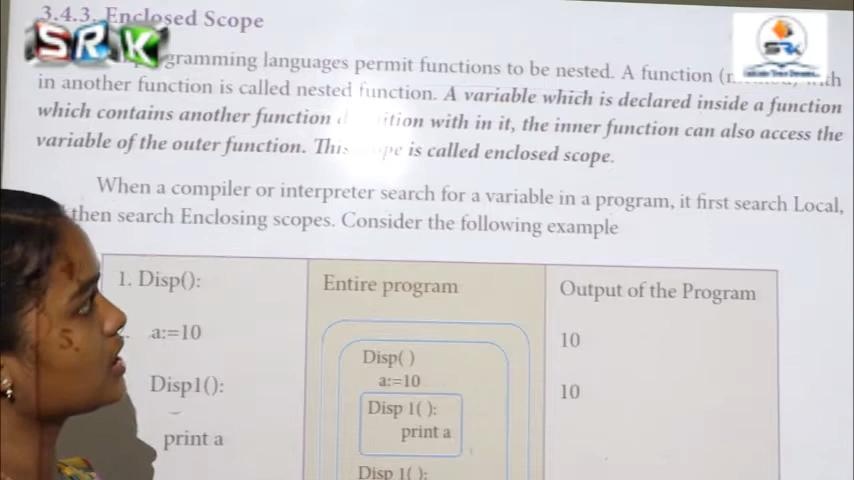 3.4.3. Enclosed Scope
SRK
SRK
programming languages permit functions to be nested. A function
in another function is called nested function. A variable which is declared inside a function
which contains another function with in it, the inner function can also access the
variable of the outer function. This is called enclosed scope.
When a compiler or interpreter search for a variable in a program, it first search Local,
then search Enclosing scopes. Consider the following example
1. Disp():
a:=10
Disp1():
print a
Entire program
Disp( )
a:=10
Disp 1( ):
print a
Disp 1( ):
Output of the Program
10
10